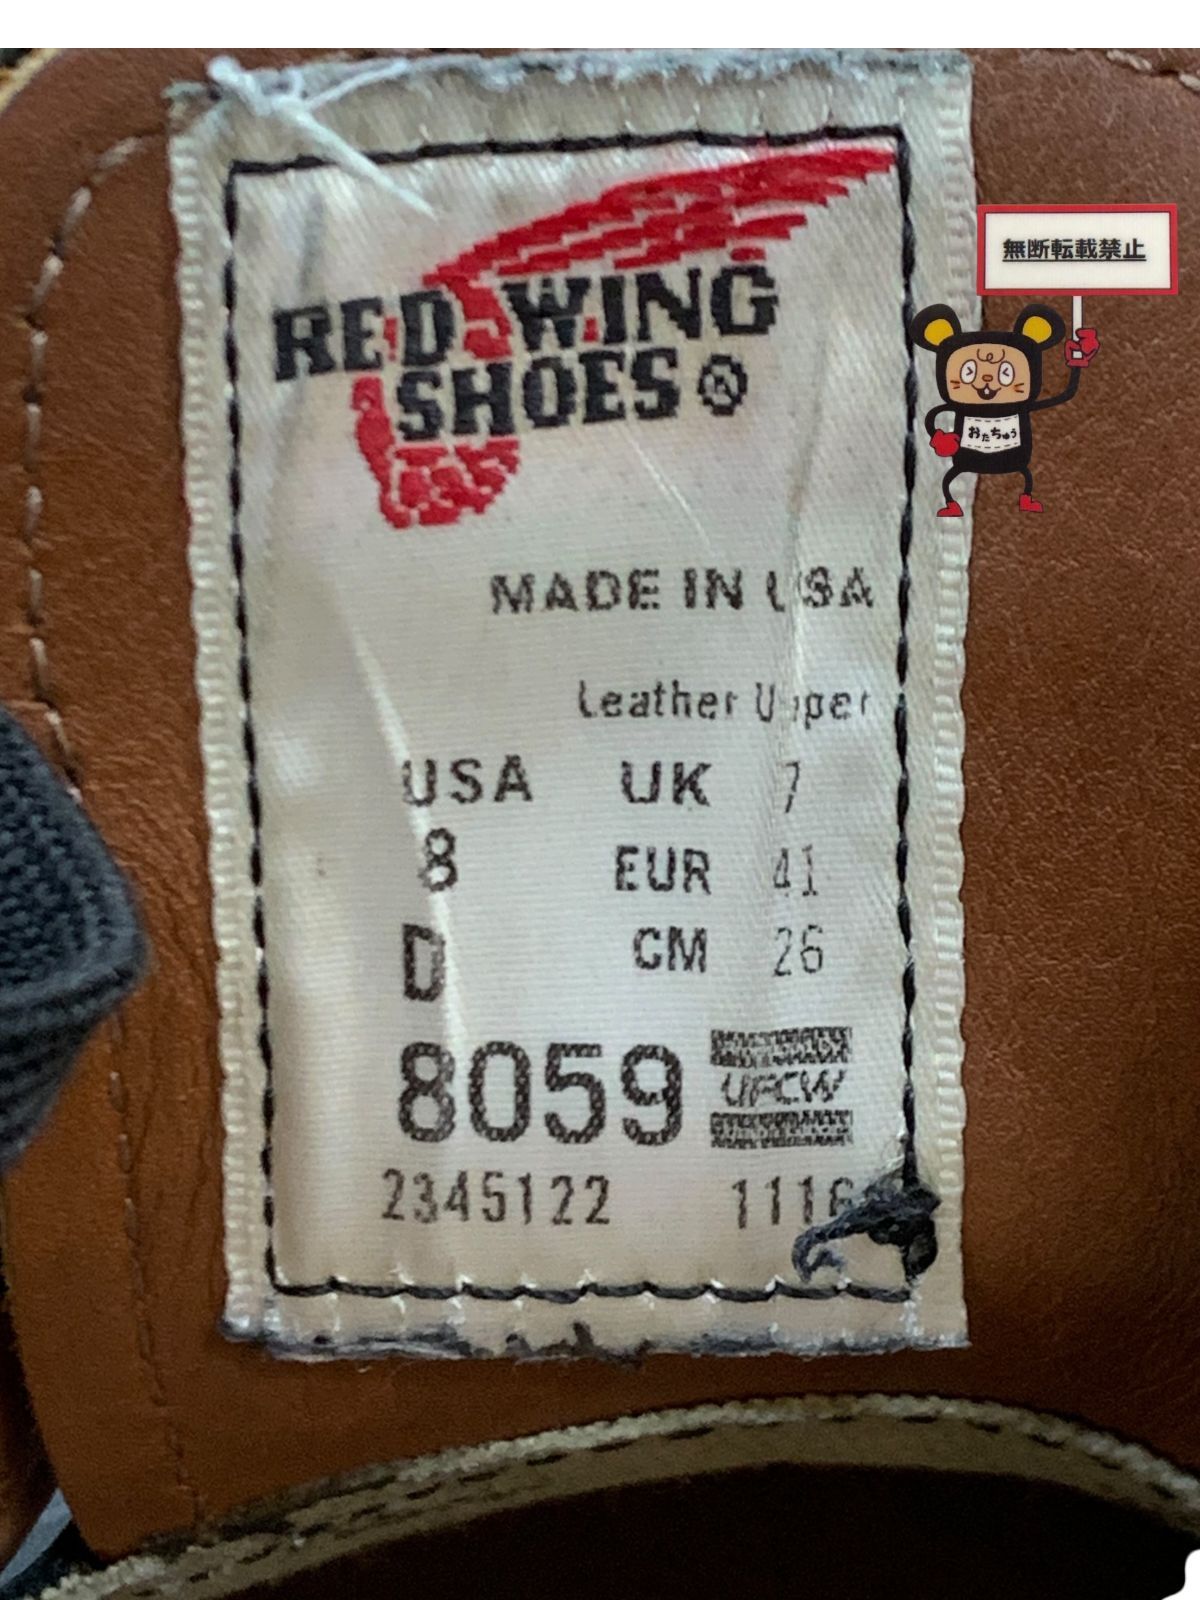 RED WING
SHOES ®
無断転載禁止
おたちゅう
MADE IN USA
Leather Upper
USA UK 7
8 EUR 41
D CM 26
8059 UFCW
2345122 1116